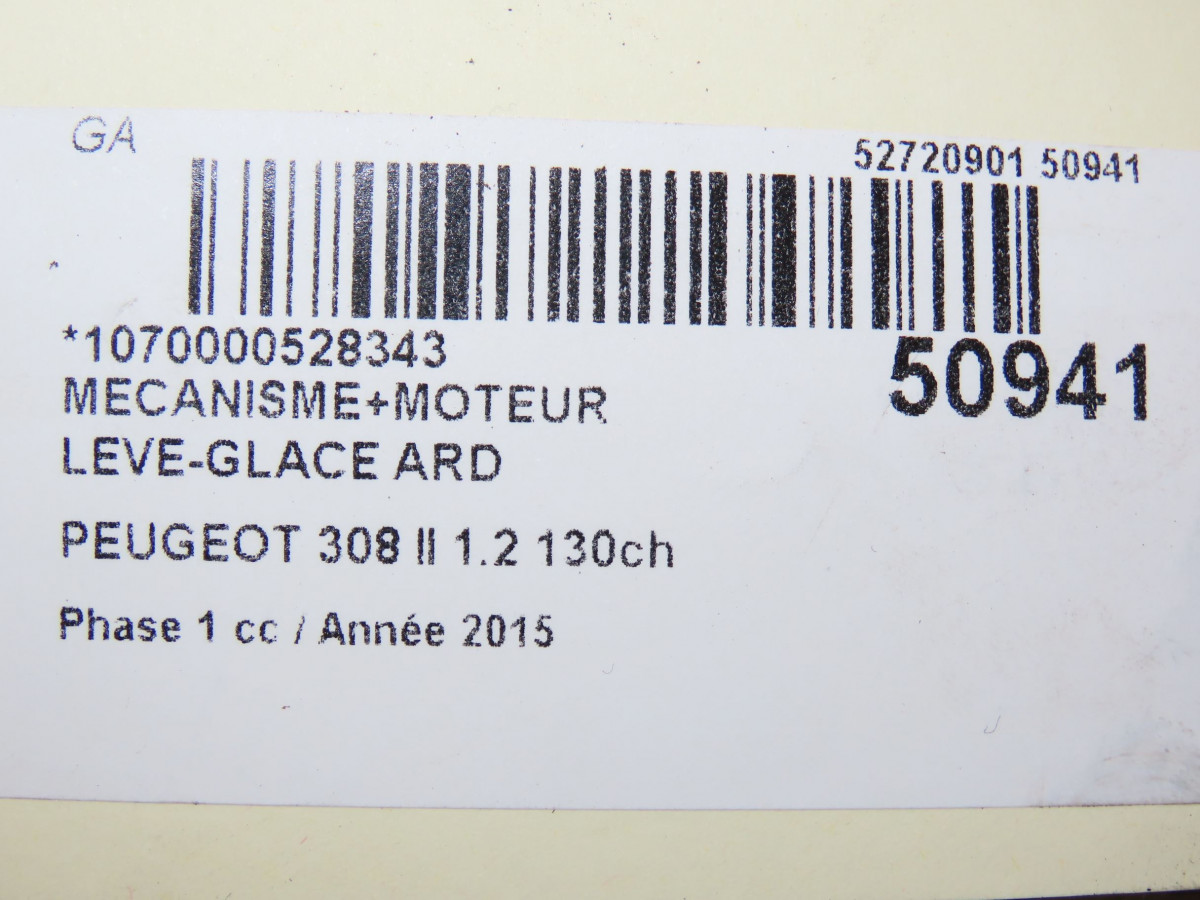 GA
52720901 50941
*1070000528343
50941
MECANISME+MOTEUR
LEVE-GLACE ARD
PEUGEOT 308 II 1.2 130ch
Phase 1 cc / Année 2015